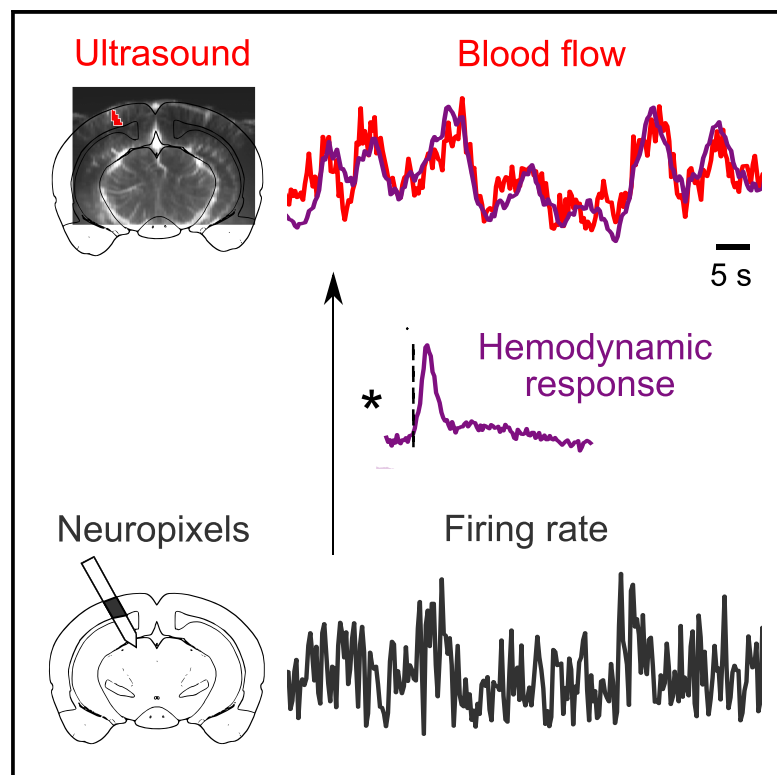 Ultrasound
Blood flow
5 s
Hemodynamic
response
*
Neuropixels
Firing rate